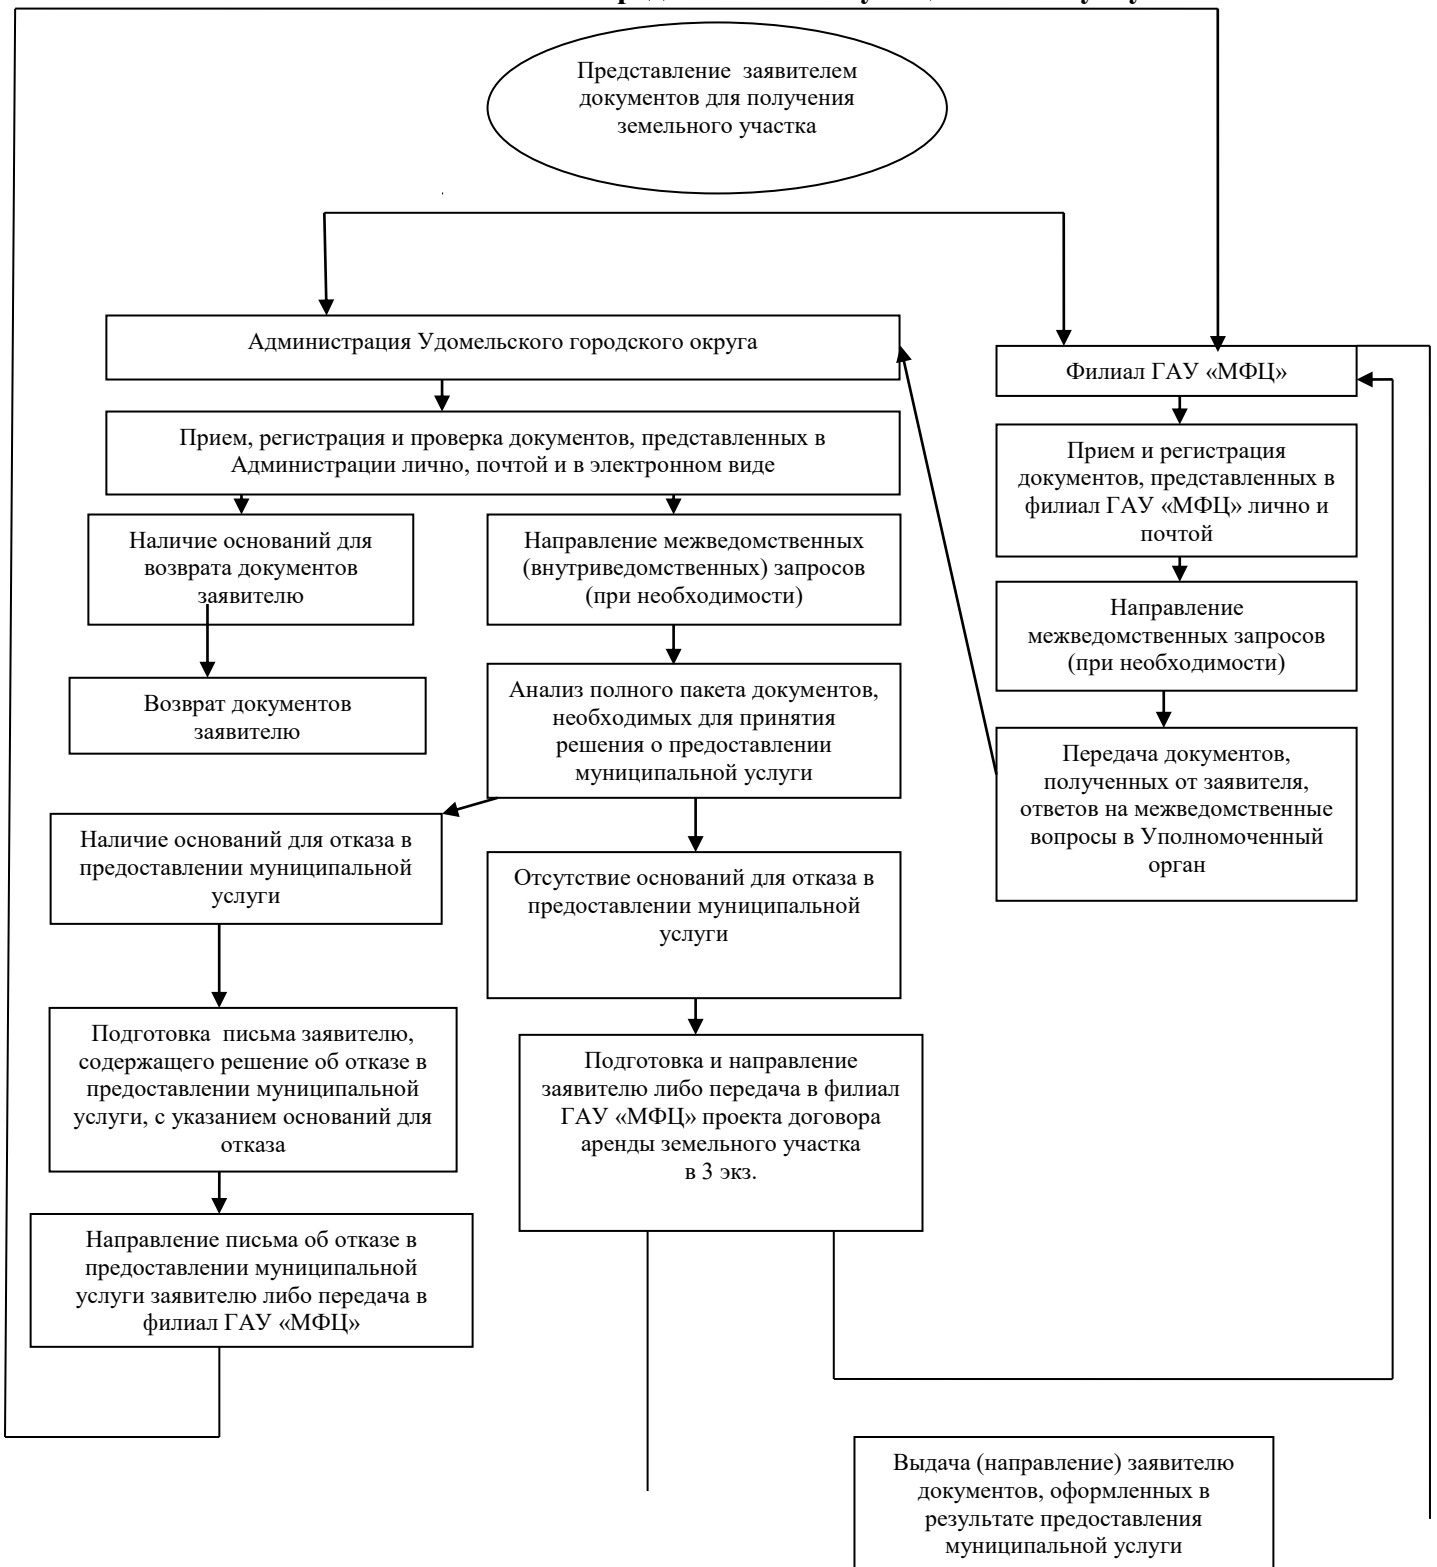 Представление заявителем
документов для получения
земельного участка
Администрация Удомельского городского округа
Филиал ГАУ «МФЦ»
Прием, регистрация и проверка документов, представленных в
Администрации лично, почтой и в электронном виде
Прием и регистрация
документов, представленных в
филиал ГАУ «МФЦ» лично и
почтой
Наличие оснований для
возврата документов
заявителю
Направление межведомственных
(внутриведомственных) запросов
(при необходимости)
Направление
межведомственных запросов
(при необходимости)
Возврат документов
заявителю
Анализ полного пакета документов,
необходимых для принятия
решения о предоставлении
муниципальной услуги
Передача документов,
полученных от заявителя,
ответов на межведомственные
вопросы в Уполномоченный
орган
Наличие оснований для отказа в
предоставлении муниципальной
услуги
Отсутствие оснований для отказа в
предоставлении муниципальной
услуги
Подготовка письма заявителю,
содержащего решение об отказе в
предоставлении муниципальной
услуги, с указанием оснований для
отказа
Подготовка и направление
заявителю либо передача в филиал
ГАУ «МФЦ» проекта договора
аренды земельного участка
в 3 экз.
Направление письма об отказе в
предоставлении муниципальной
услуги заявителю либо передача в
филиал ГАУ «МФЦ»
Выдача (направление) заявителю
документов, оформленных в
результате предоставления
муниципальной услуги